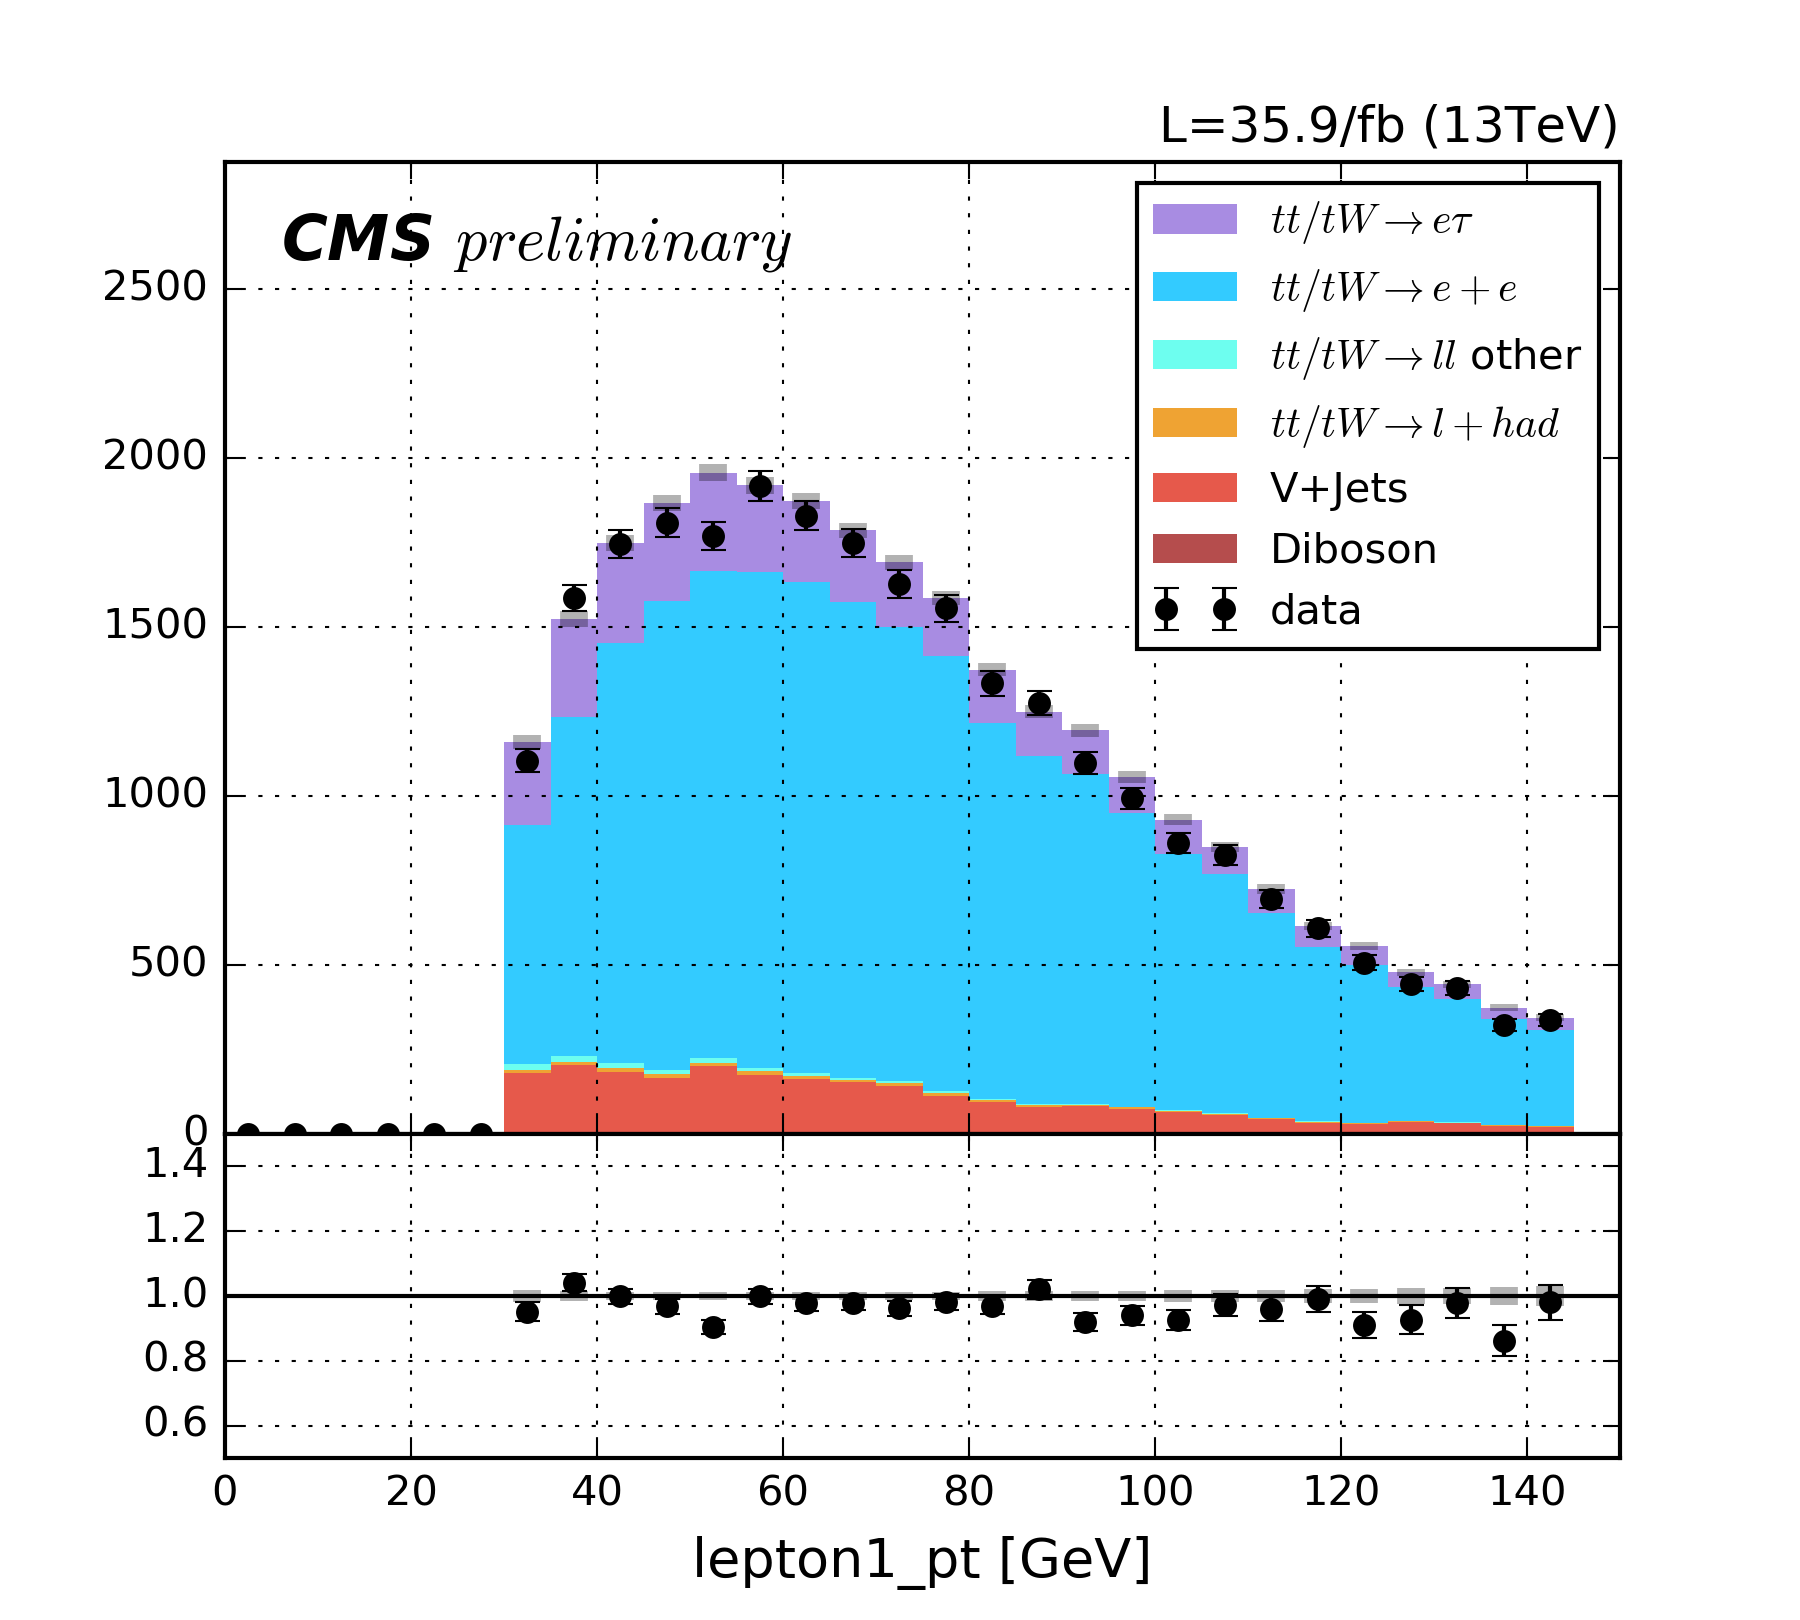 L=35.9/fb (13TeV)
CMS preliminary
tt/tW→eτ
tt/tW→e+e
tt/tW→ll other
tt/tW→l+had
V+Jets
Diboson
data
2500
2000
1500
1000
500
0
1.4
1.2
1.0
0.8
0.6
0 20 40 60 80 100 120 140
lepton1_pt [GeV]